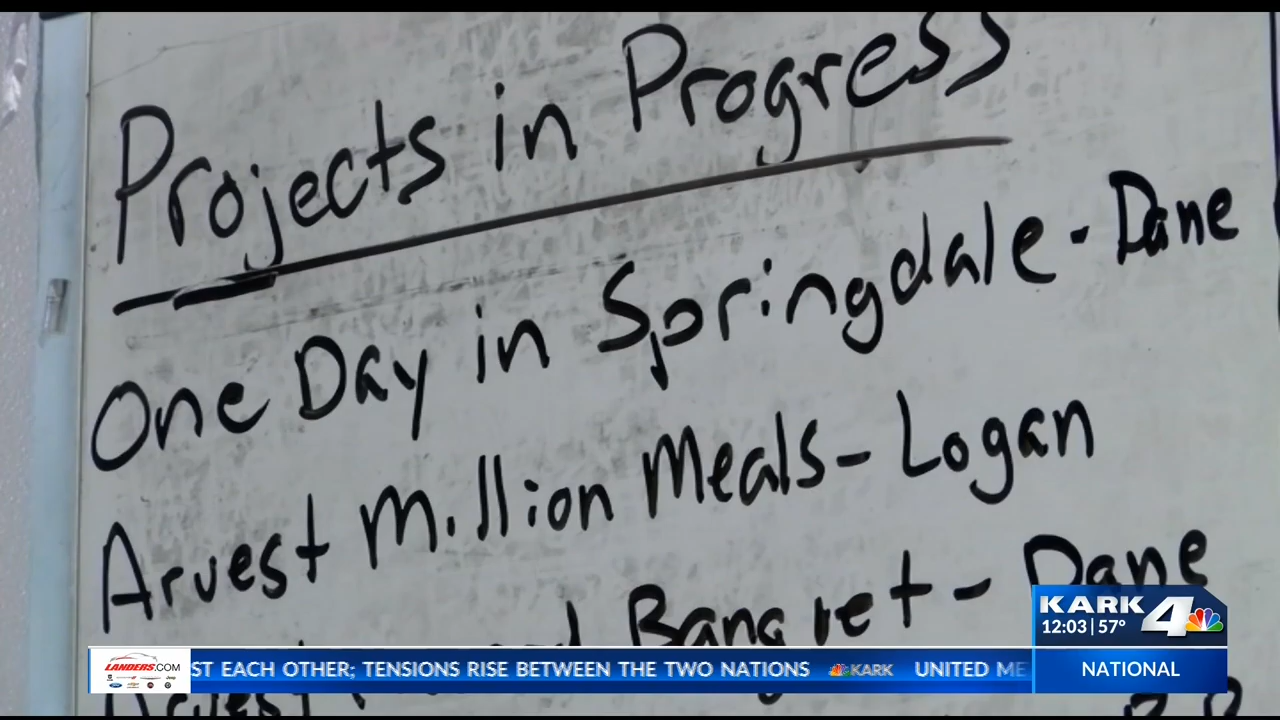 Projects in Progress
One Day in Springdale - Dane
Arvest Million Meals - Logan
Banquet - Dane
Arvest
KARK 4
12:03 | 57°
LANDERS.COM
ST EACH OTHER; TENSIONS RISE BETWEEN THE TWO NATIONS KARK UNITED ME
NATIONAL